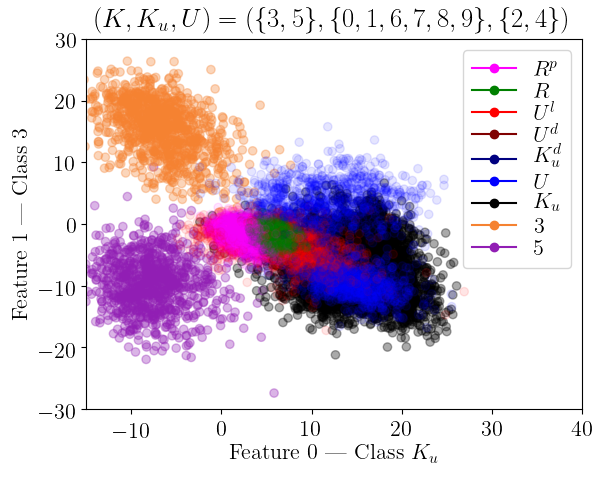 (K, K_u, U) = ({3, 5}, {0, 1, 6, 7, 8, 9}, {2, 4})
30
20
10
0
−10
−20
−30
Feature 1 — Class 3
R^p
R
U^l
U^d
K_u^d
U
K_u
3
5
−10 0 10 20 30 40
Feature 0 — Class K_u